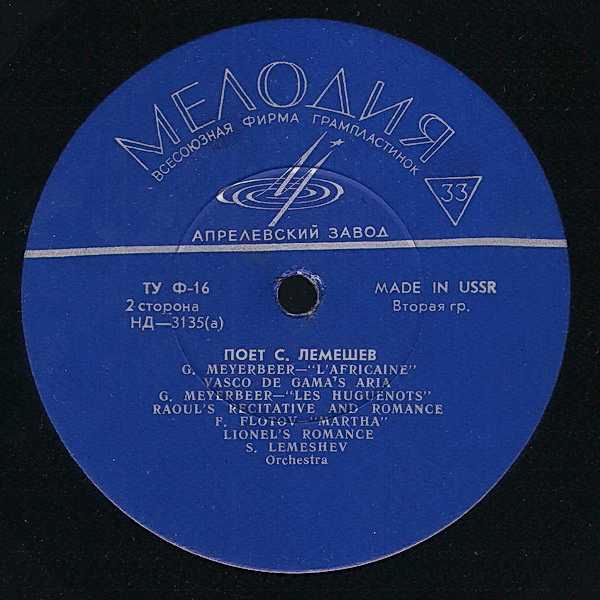 МЕЛОДИЯ
ВСЕСОЮЗНАЯ ФИРМА ГРАМПЛАСТИНОК
33
АПРЕЛЕВСКИЙ ЗАВОД
ТУ Ф-16
MADE IN USSR
2 сторона
Вторая гр.
НД—3135(а)
ПОЕТ С. ЛЕМЕШЕВ
G. MEYERBEER—"L'AFRICAINE"
VASCO DE GAMA'S ARIA
G. MEYERBEER—"LES HUGUENOTS"
RAOUL'S RECITATIVE AND ROMANCE
F. FLOTOV—"MARTHA"
LIONEL'S ROMANCE
S. LEMESHEV
Orchestra